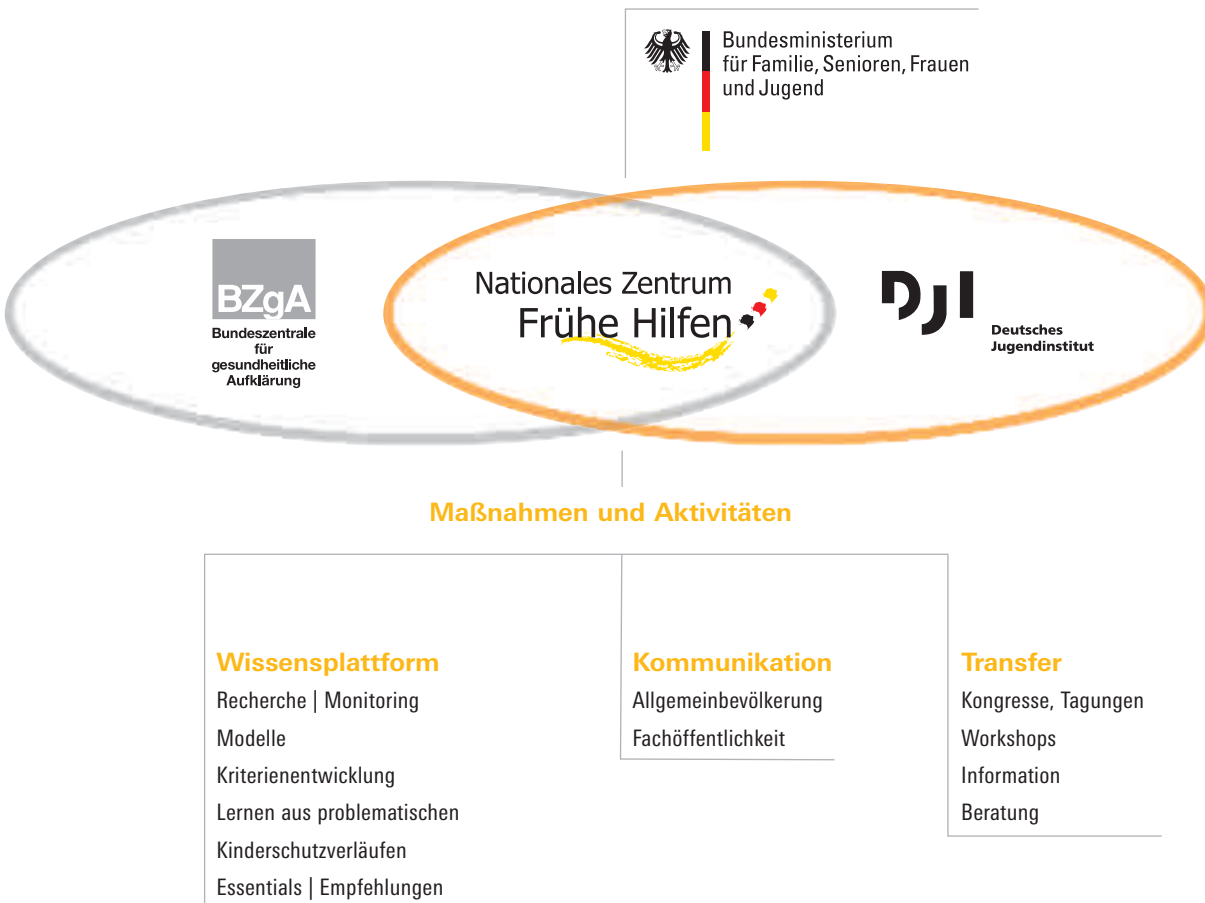 Bundesministerium
für Familie, Senioren, Frauen
und Jugend
BZgA
Bundeszentrale
für
gesundheitliche
Aufklärung
Nationales Zentrum
Frühe Hilfen
DJI
Deutsches
Jugendinstitut
Maßnahmen und Aktivitäten
Wissensplattform
Recherche | Monitoring
Modelle
Kriterienentwicklung
Lernen aus problematischen
Kinderschutzverläufen
Essentials | Empfehlungen
Kommunikation
Allgemeinbevölkerung
Fachöffentlichkeit
Transfer
Kongresse, Tagungen
Workshops
Information
Beratung